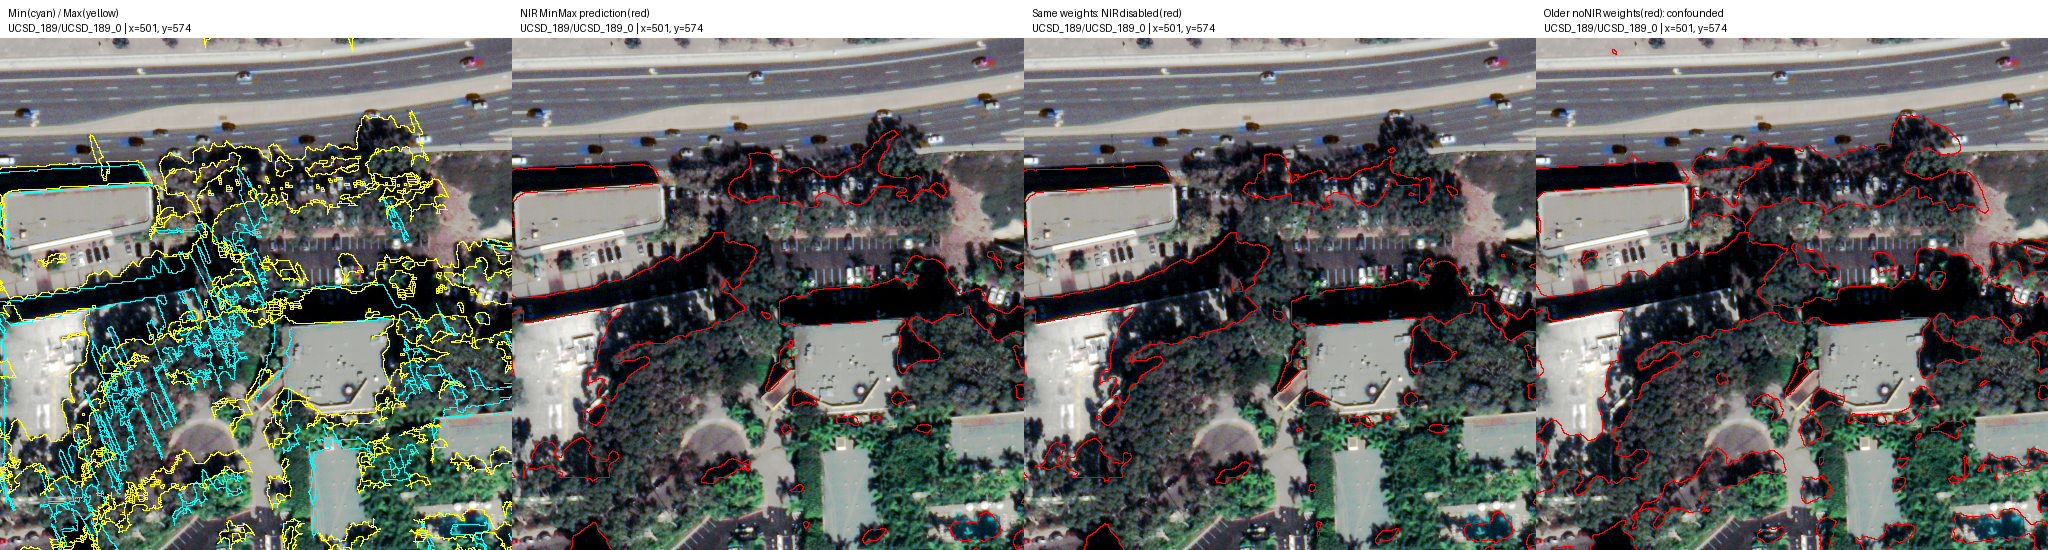 Min(cyan) / Max(yellow)
UCSD_189/UCSD_189_0 | x=501, y=574
NIR MinMax prediction(red)
UCSD_189/UCSD_189_0 | x=501, y=574
Same weights: NIR disabled(red)
UCSD_189/UCSD_189_0 | x=501, y=574
Older noNIR weights(red): confounded
UCSD_189/UCSD_189_0 | x=501, y=574